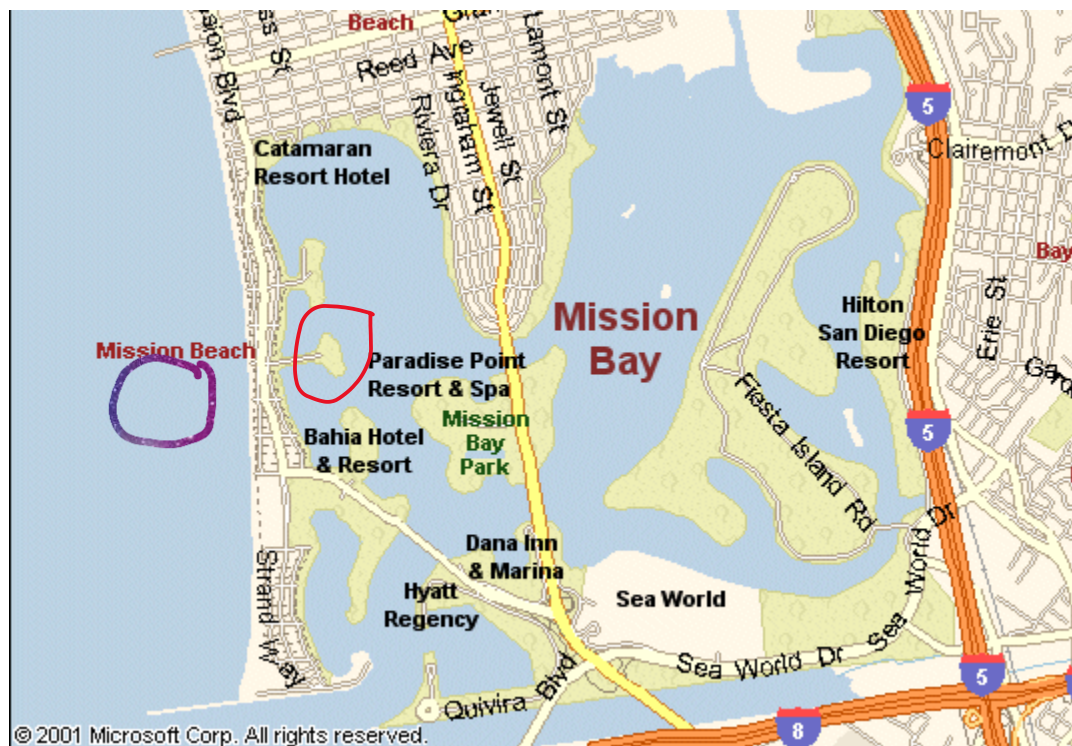 Gran
Beach
Reed Ave
Lamont St
Ingraham St
Jewell St
Riviera Dr
5
Clairemont D
Catamaran
Resort Hotel
Bay
Mission
Bay
Hilton
San Diego
Resort
Erie St
Mission Beach
Paradise Point
Resort & Spa
Gard
Mission
Bay
Park
Bahia Hotel
& Resort
Fiesta Island Rd
5
Dana Inn
& Marina
Hyatt
Regency
Sea World
Sea World Dr
Strand Way
Sea World Dr
Quivira Blvd
5
8
© 2001 Microsoft Corp. All rights reserved.